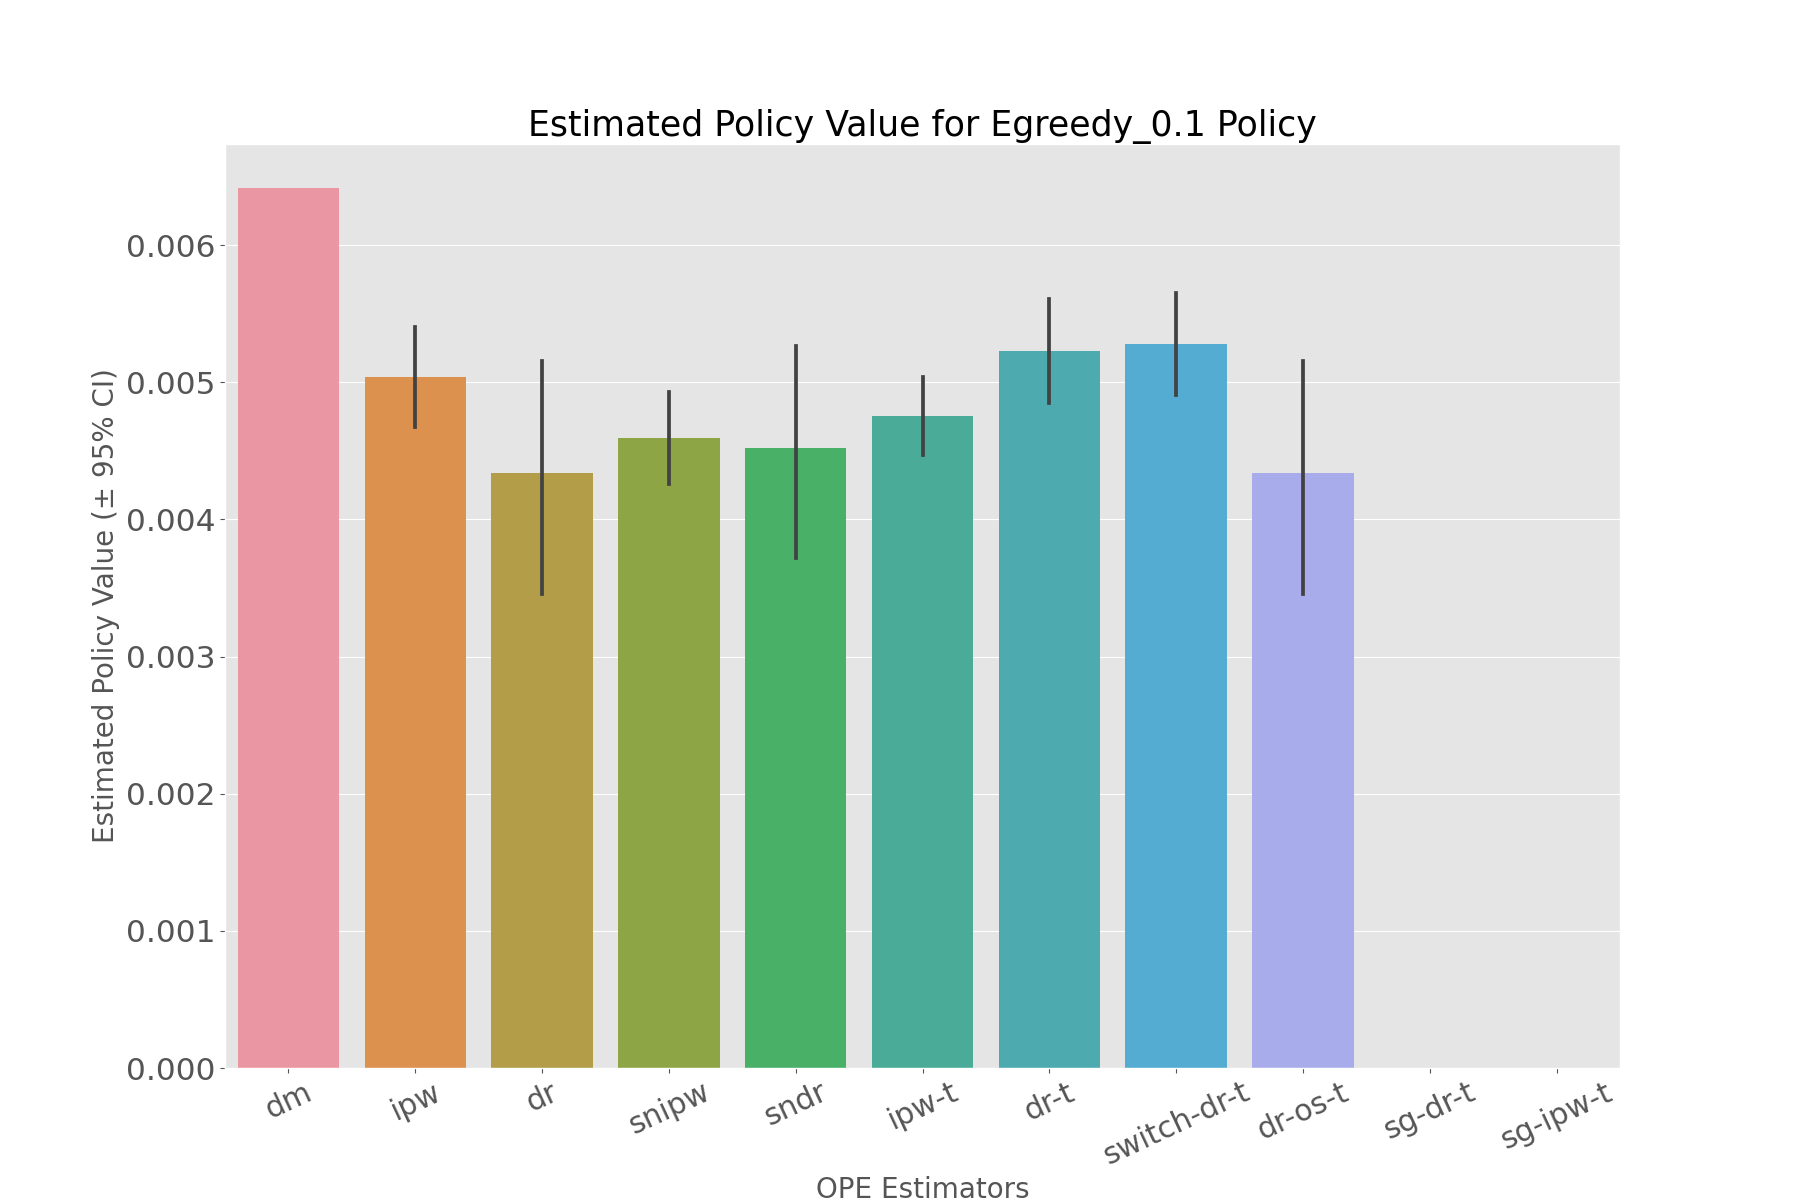 Estimated Policy Value for Egreedy_0.1 Policy
Estimated Policy Value (± 95% CI)
0.006
0.005
0.004
0.003
0.002
0.001
0.000
dm
ipw
dr
snipw
sndr
ipw-t
dr-t
switch-dr-t
dr-os-t
sg-dr-t
sg-ipw-t
OPE Estimators